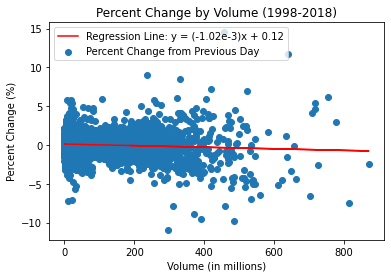 Percent Change by Volume (1998-2018)
Regression Line: y = (-1.02e-3)x + 0.12
Percent Change from Previous Day
Percent Change (%)
15
10
5
0
−5
−10
0
200
400
600
800
Volume (in millions)